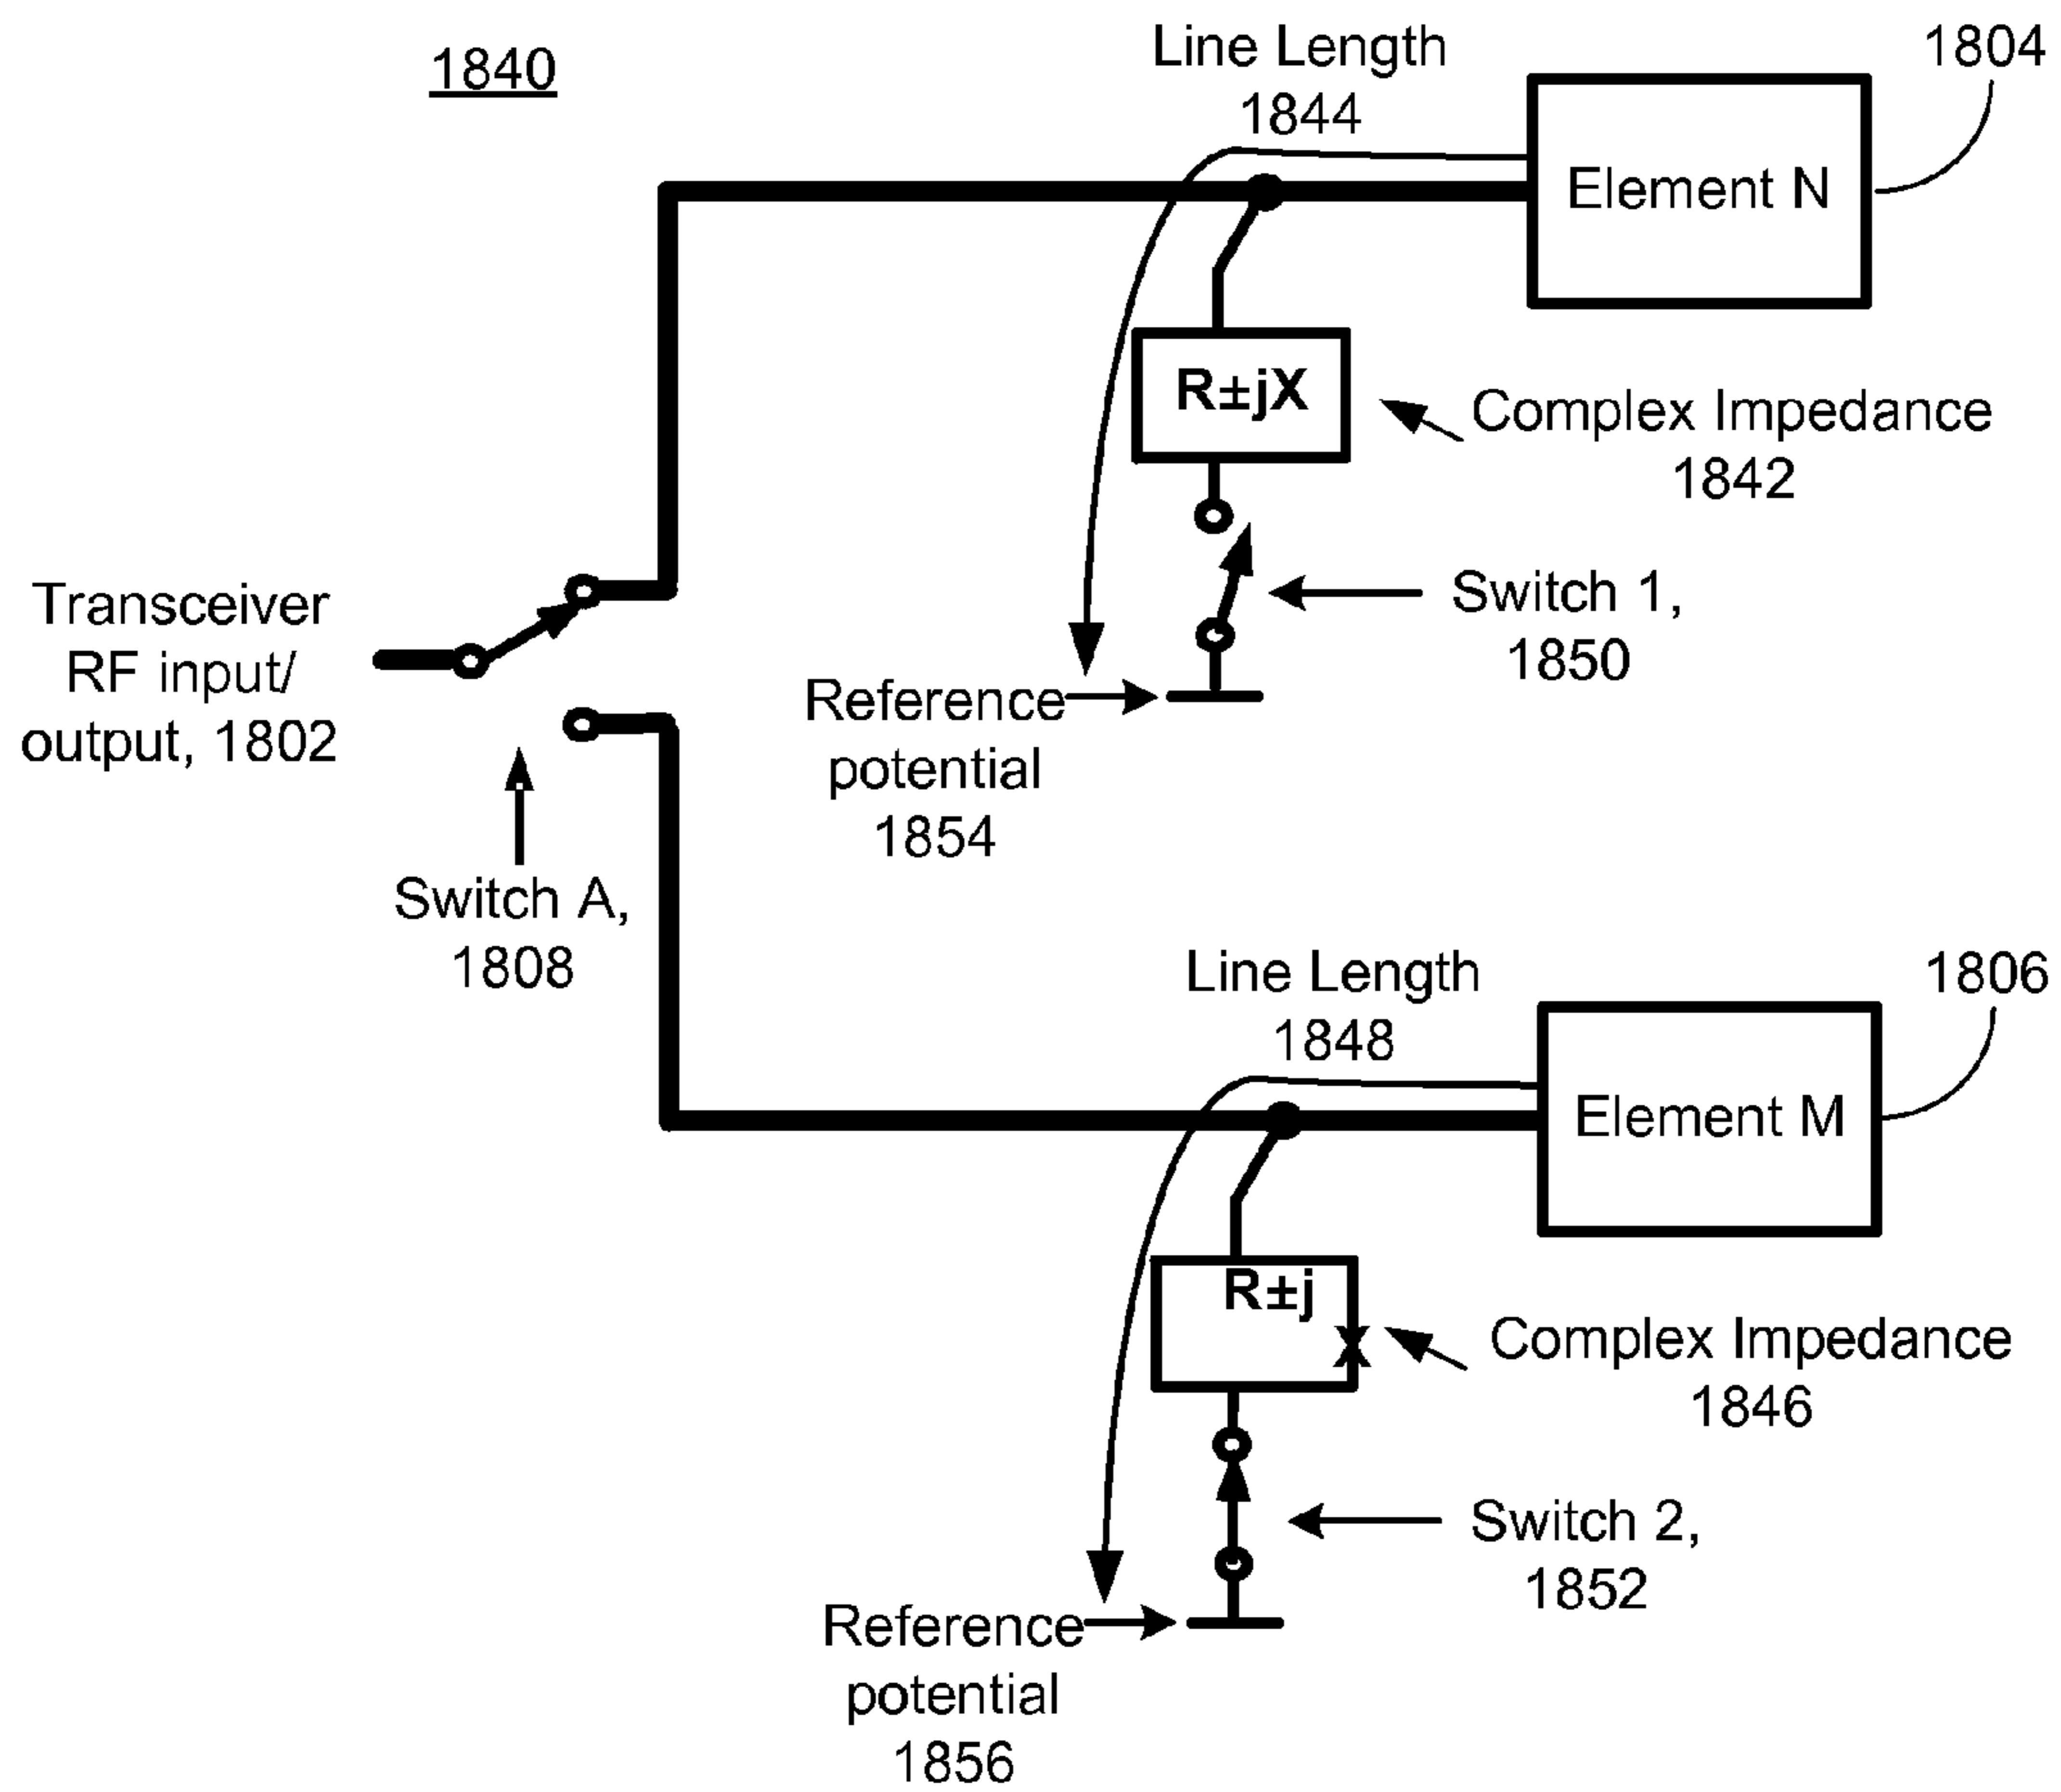 1840
Line Length
1844
1804
Element N
R±jX
Complex Impedance
1842
Transceiver
RF input/
output, 1802
Switch 1,
1850
Reference
potential
1854
Switch A,
1808
Line Length
1848
1806
Element M
R±j
X
Complex Impedance
1846
Switch 2,
1852
Reference
potential
1856